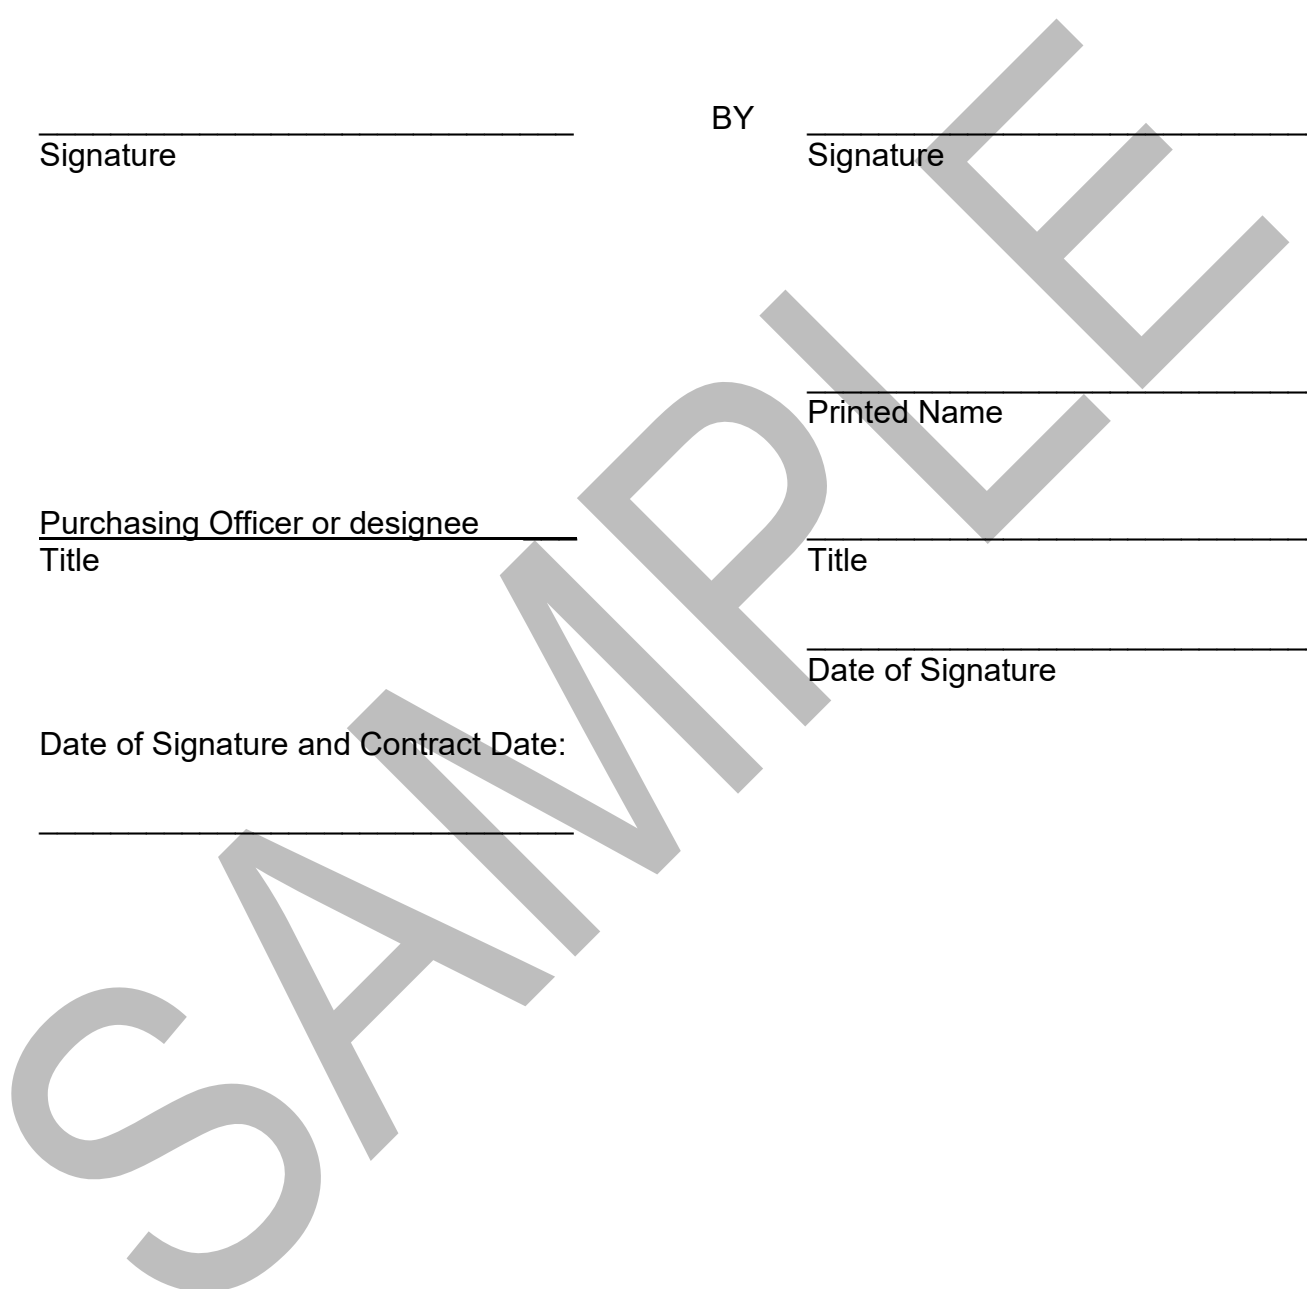 BY
Signature
Signature
Printed Name
Purchasing Officer or designee
Title
Title
Date of Signature
Date of Signature and Contract Date:
SAMPLE